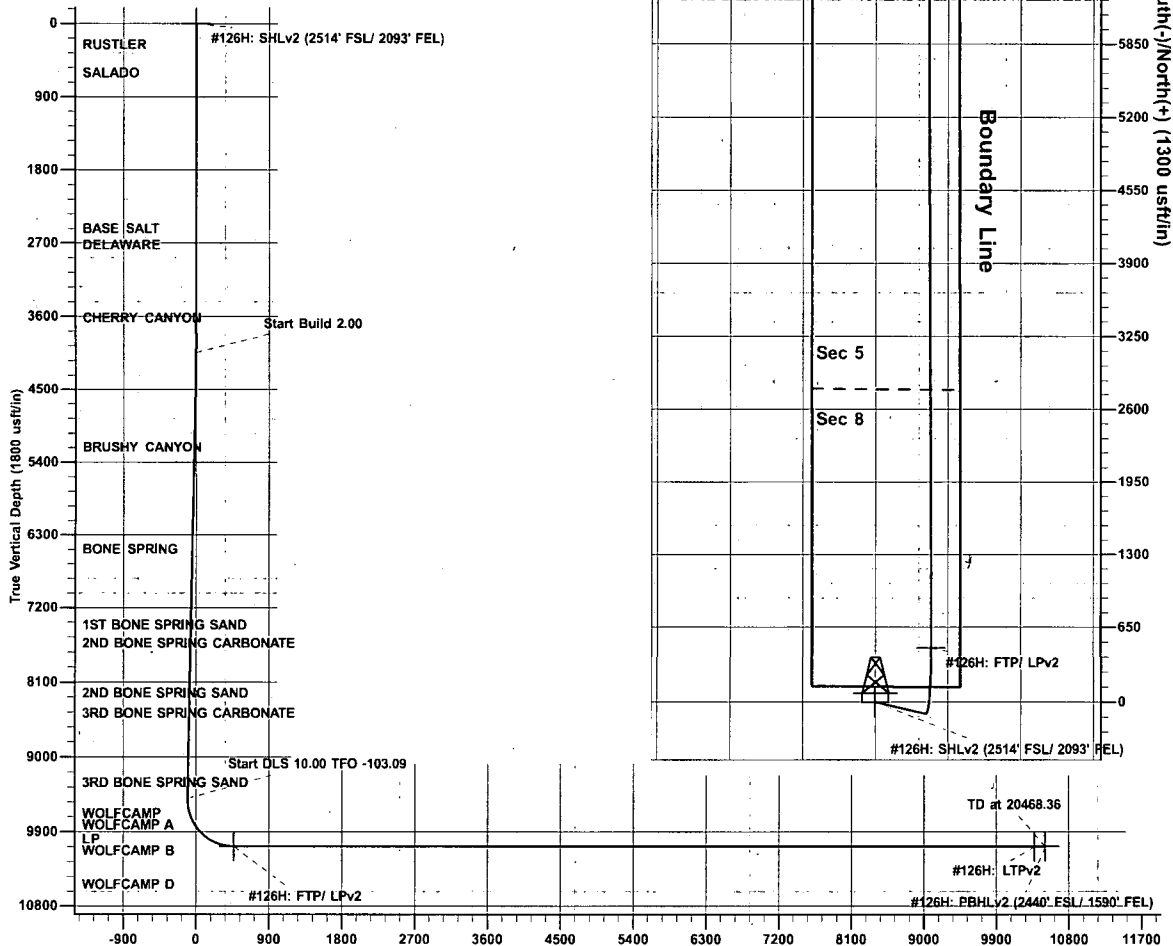 0
RUSTLER
SALADO
900
1800
BASE SALT
2700
DELAWARE
3600
CHERRY CANYON
4500
BRUSHY CANYON
5400
6300
BONE SPRING
7200
1ST BONE SPRING SAND
2ND BONE SPRING CARBONATE
8100
2ND BONE SPRING SAND
3RD BONE SPRING CARBONATE
9000
3RD BONE SPRING SAND
WOLFCAMP
WOLFCAMP A
9900
LP
WOLFCAMP B
WOLFCAMP D
10800
True Vertical Depth (1800 usft/in)
#126H: SHLv2 (2514' FSL/ 2093' FEL)
Start Build 2.00
Start DLS 10.00 TFO -103.09
#126H: FTP/ LPv2
TD at 20468.36
#126H: LTPv2
#126H: PBHLv2 (2440' FSL/ 1590' FEL)
-900 0 900 1800 2700 3600 4500 5400 6300 7200 8100 9000 9900 10800 11700
Boundary Line
Sec 5
Sec 8
#126H: FTP/ LPv2
#126H: SHLv2 (2514' FSL/ 2093' FEL)
5850
5200
4550
3900
3250
2600
1950
1300
650
0
th(-)/North(+) (1300 usft/in)